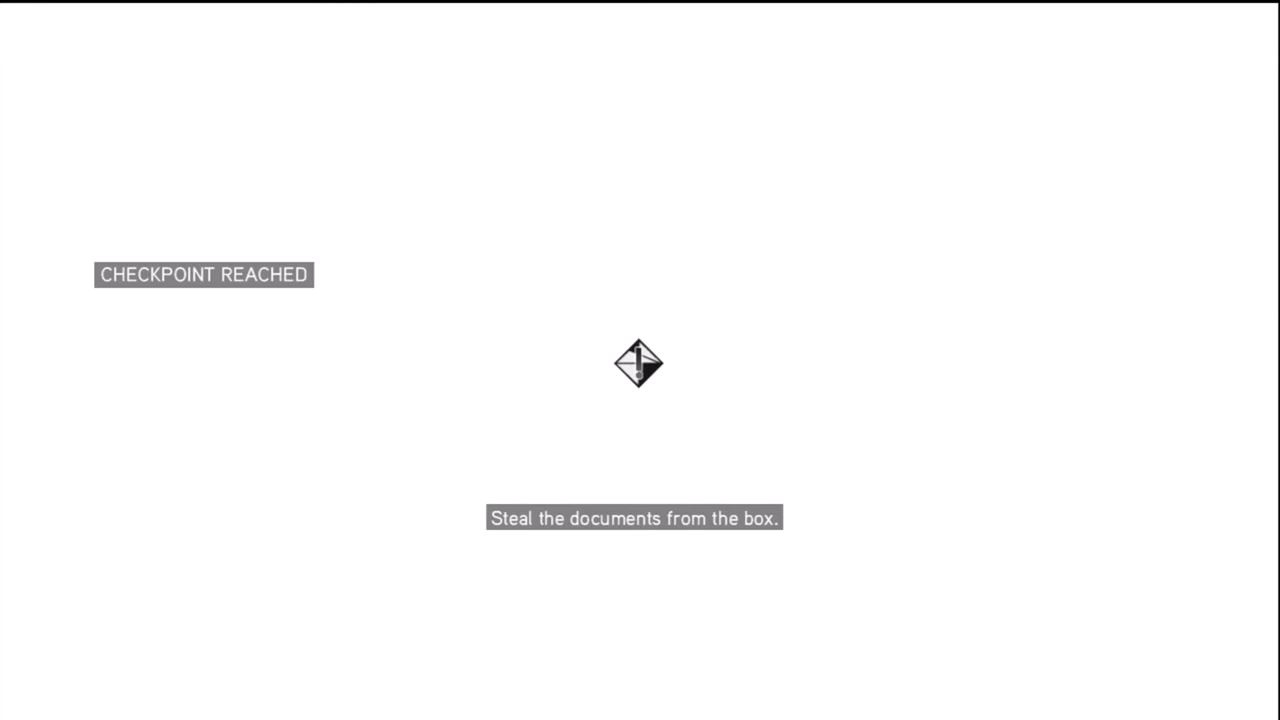 CHECKPOINT REACHED
Steal the documents from the box.